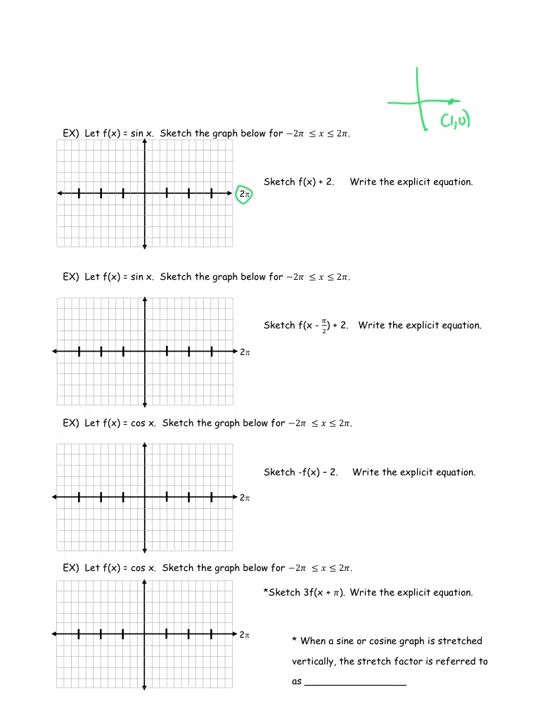 (1,0)
EX) Let f(x) = sin x. Sketch the graph below for −2π ≤ x ≤ 2π.
Sketch f(x) + 2. Write the explicit equation.
2π
EX) Let f(x) = sin x. Sketch the graph below for −2π ≤ x ≤ 2π.
Sketch f(x - π/2) + 2. Write the explicit equation.
2π
EX) Let f(x) = cos x. Sketch the graph below for −2π ≤ x ≤ 2π.
Sketch -f(x) – 2. Write the explicit equation.
2π
EX) Let f(x) = cos x. Sketch the graph below for −2π ≤ x ≤ 2π.
*Sketch 3f(x + π). Write the explicit equation.
2π
* When a sine or cosine graph is stretched
vertically, the stretch factor is referred to
as ___________________